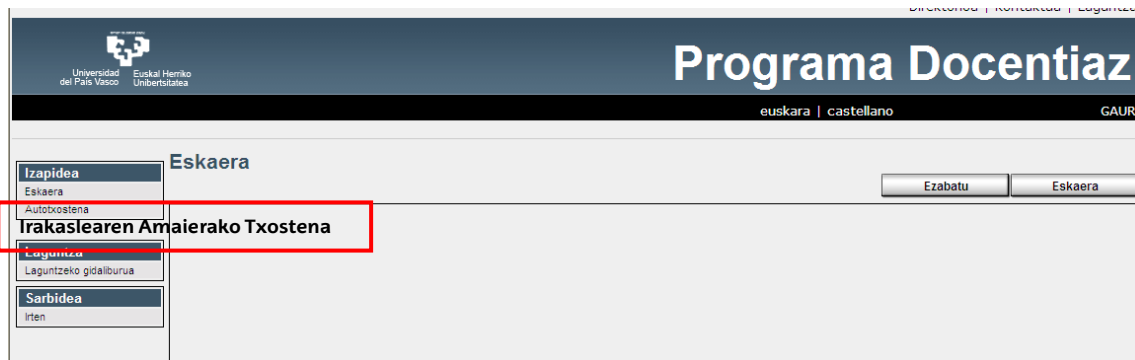 Direktorioa | Kontaktua | Laguntza
Universidad del País Vasco
Euskal Herriko Unibertsitatea
Programa Docentiaz
euskara | castellano
GAUR
Izapidea
Eskaera
Autotxostena
Irakaslearen Amaierako Txostena
Laguntza
Laguntzeko gidaliburua
Sarbidea
Irten
Eskaera
Ezabatu
Eskaera